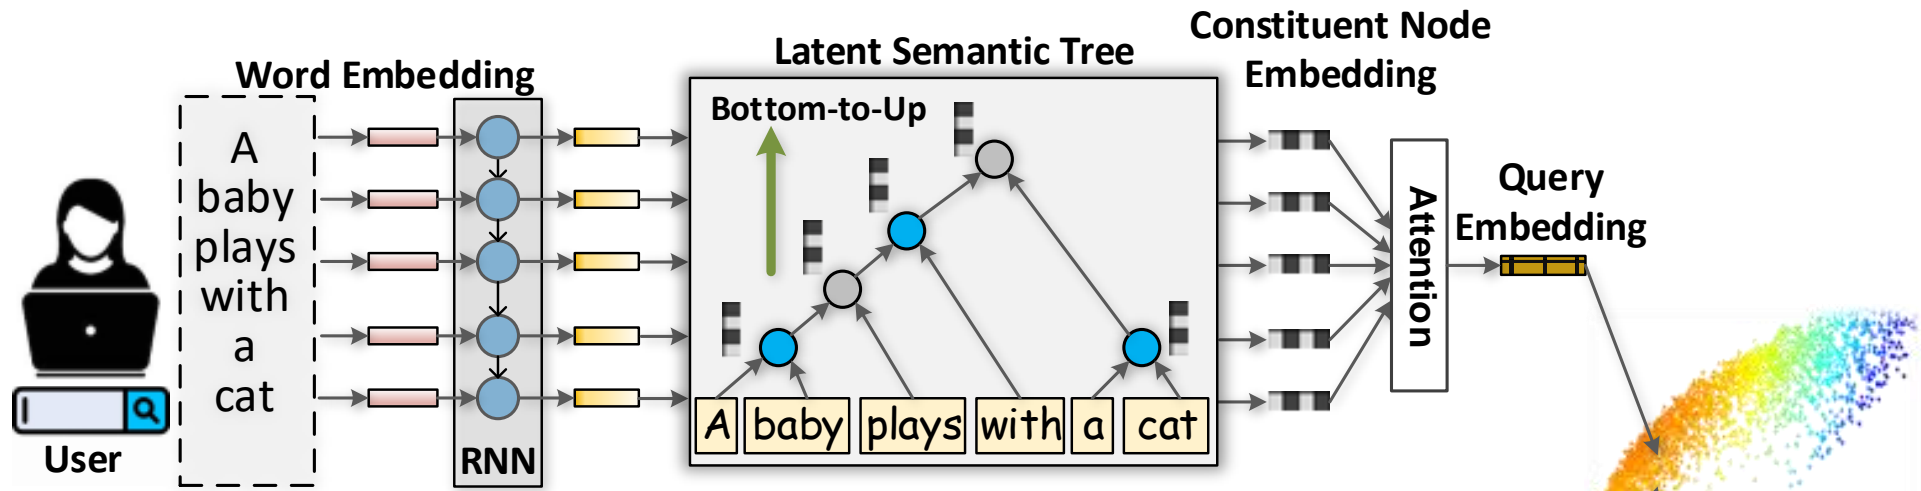 Word Embedding
Latent Semantic Tree
Constituent Node
Embedding
A
baby
plays
with
a
cat
User
RNN
Bottom-to-Up
A baby plays with a cat
Attention
Query
Embedding